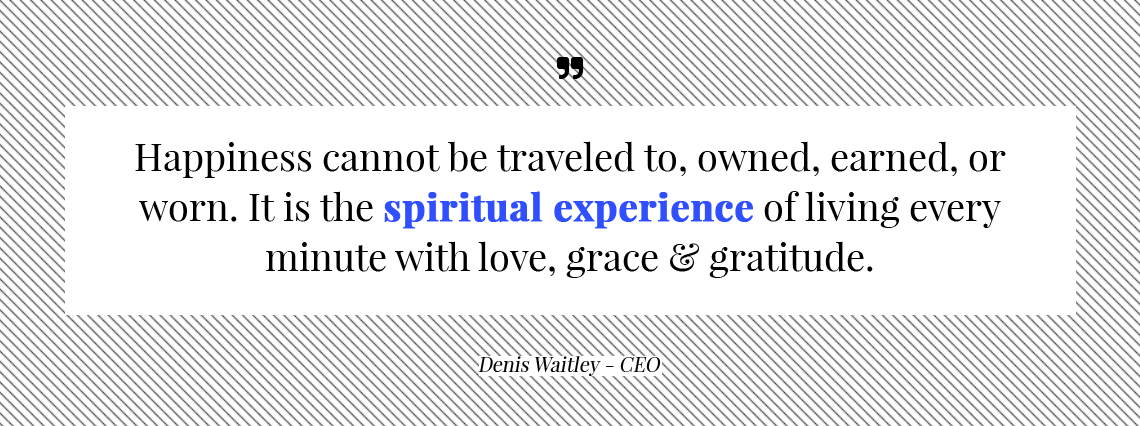 ❞
Happiness cannot be traveled to, owned, earned, or
worn. It is the spiritual experience of living every
minute with love, grace & gratitude.
Denis Waitley – CEO